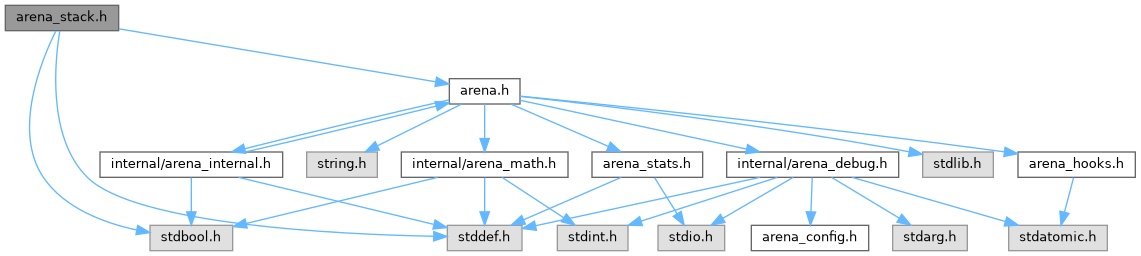 arena_stack.h
arena.h
internal/arena_internal.h
string.h
internal/arena_math.h
arena_stats.h
internal/arena_debug.h
stdlib.h
arena_hooks.h
stdbool.h
stddef.h
stdint.h
stdio.h
arena_config.h
stdarg.h
stdatomic.h